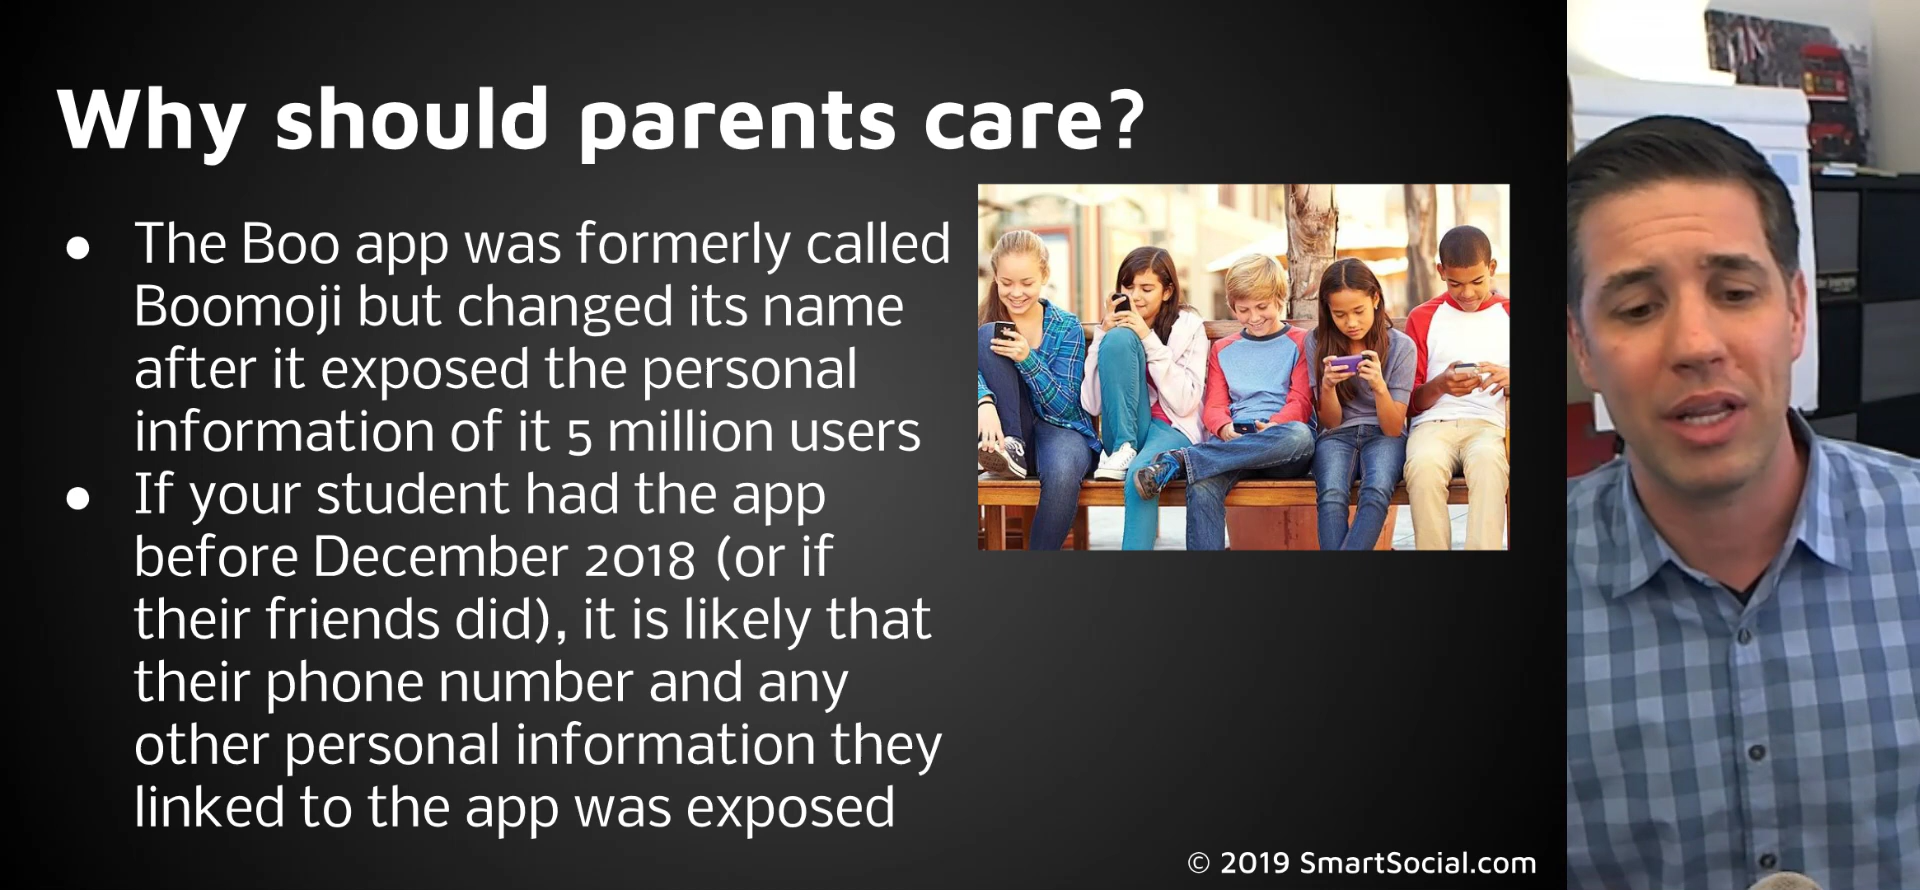 Why should parents care?
● The Boo app was formerly called
Boomoji but changed its name
after it exposed the personal
information of it 5 million users
● If your student had the app
before December 2018 (or if
their friends did), it is likely that
their phone number and any
other personal information they
linked to the app was exposed
© 2019 SmartSocial.com